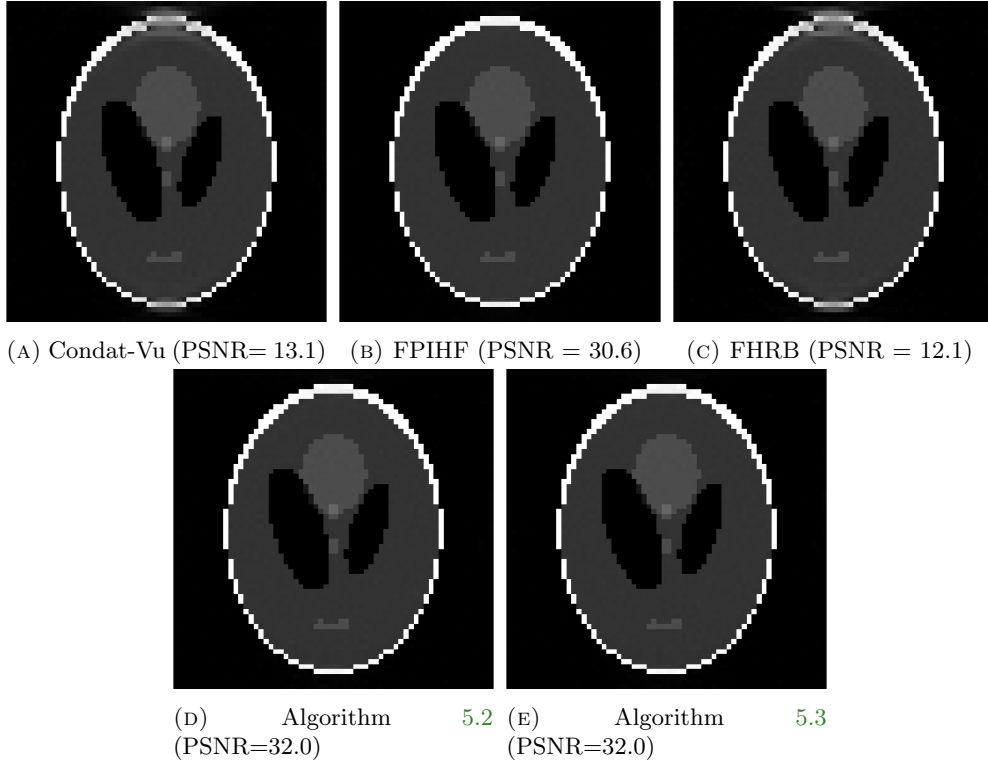 (A) Condat-Vu (PSNR= 13.1) (B) FPIHF (PSNR = 30.6) (C) FHRB (PSNR = 12.1)
(D) Algorithm 5.2 (E) Algorithm 5.3
(PSNR=32.0) (PSNR=32.0)